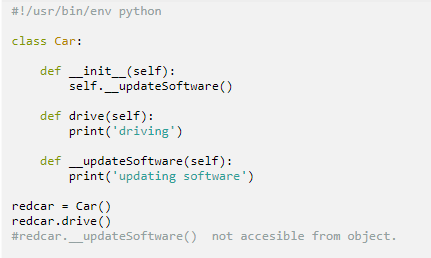 #!/usr/bin/env python
class Car:
def __init__(self):
self.__updateSoftware()
def drive(self):
print('driving')
def __updateSoftware(self):
print('updating software')
redcar = Car()
redcar.drive()
#redcar.__updateSoftware()  not accesible from object.